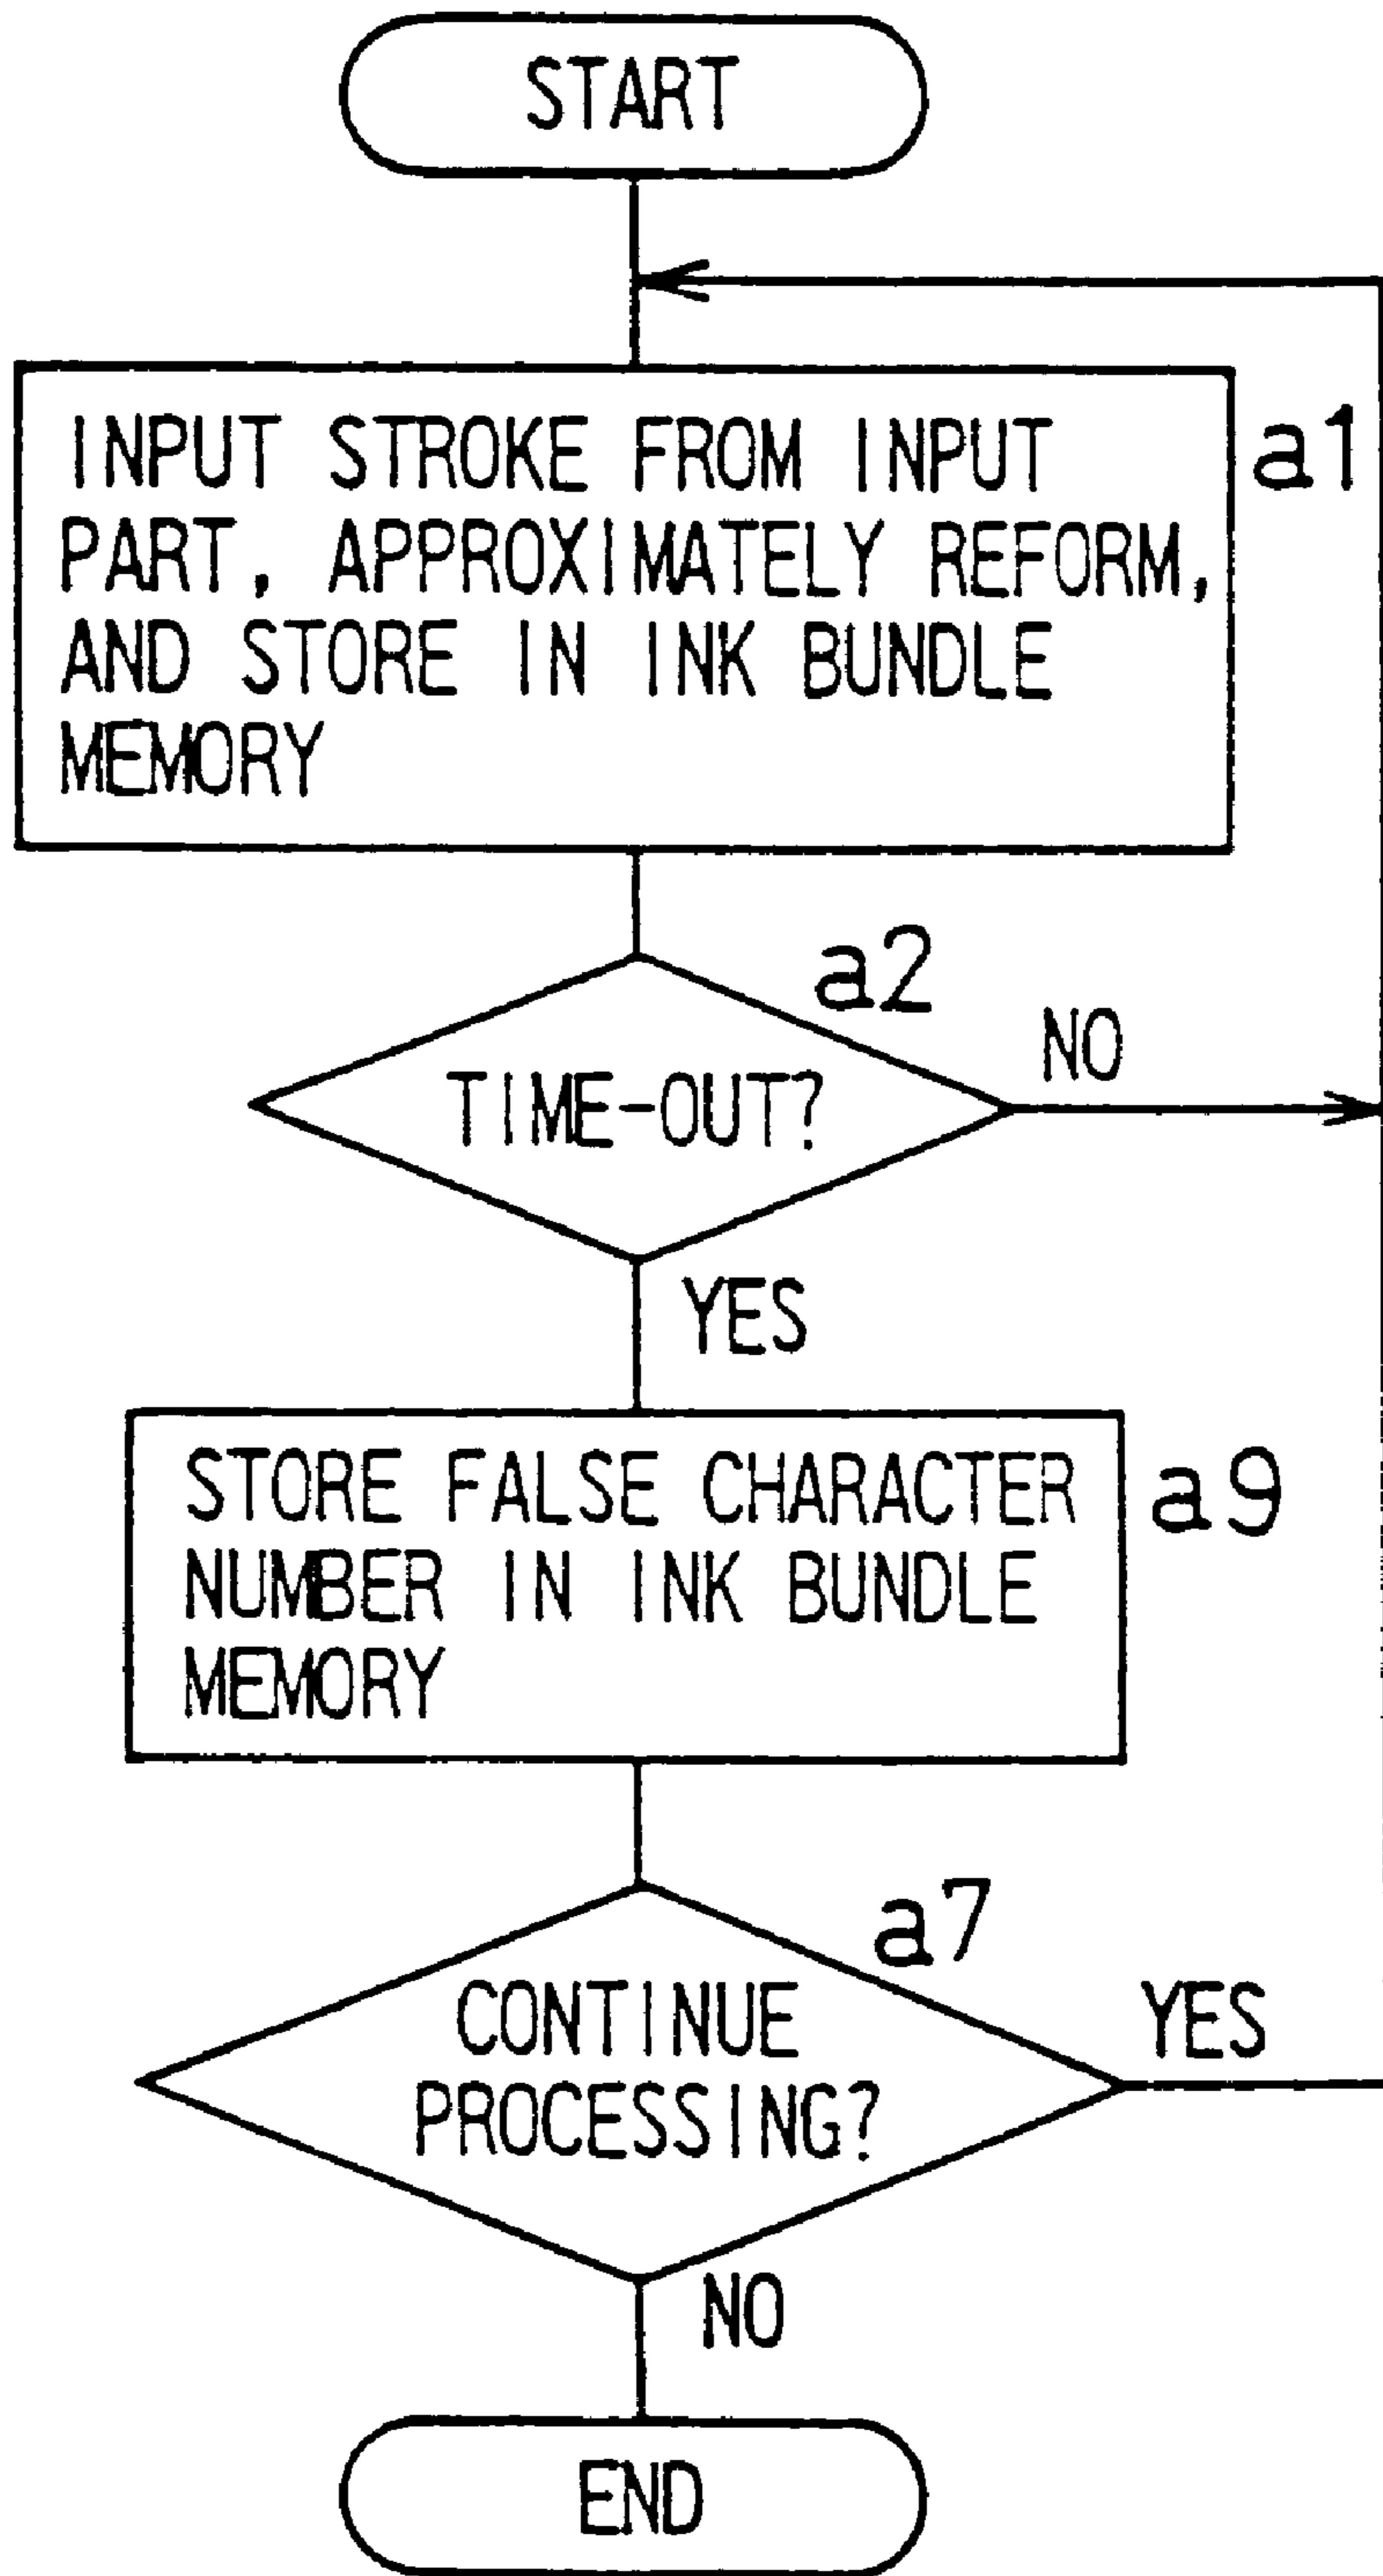 START
INPUT STROKE FROM INPUT
PART, APPROXIMATELY REFORM,
AND STORE IN INK BUNDLE
MEMORY
a1
a2
TIME-OUT?
NO
YES
STORE FALSE CHARACTER
NUMBER IN INK BUNDLE
MEMORY
a9
a7
CONTINUE
PROCESSING?
YES
NO
END